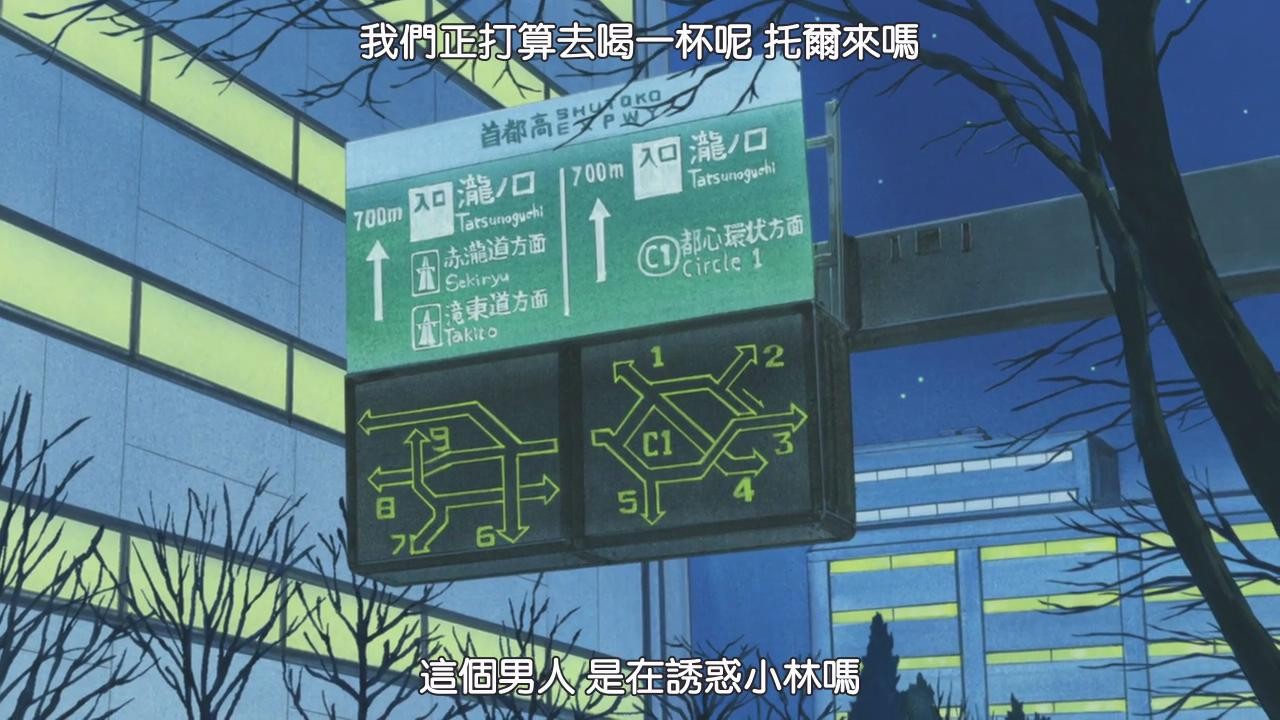 我們正打算去喝一杯呢 托爾來嗎
首都高 SHUTOKO EXPWY
700m
入口
瀧ノ口
Tatsunoguchi
赤瀧道方面
Sekiryu
滝東道方面
Takito
700m
入口
瀧ノ口
Tatsunoguchi
C1
都心環状方面
Circle 1
9
8
7
6
1
2
C1
3
4
5
這個男人 是在誘惑小林嗎